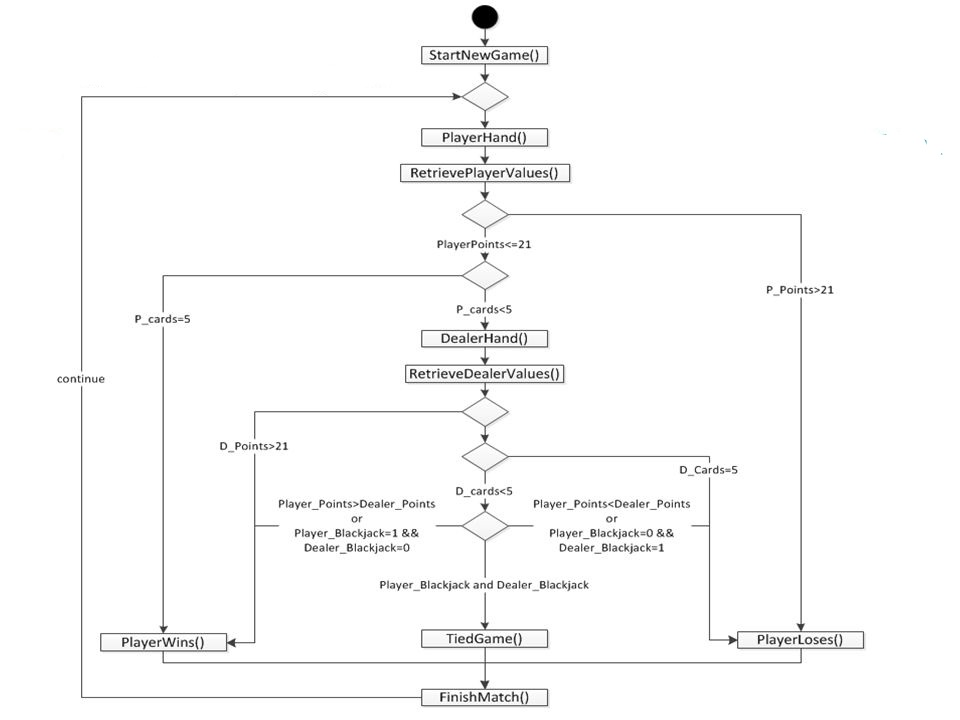 StartNewGame()
PlayerHand()
RetrievePlayerValues()
PlayerPoints<=21
P_Points>21
P_cards=5
P_cards<5
DealerHand()
continue
RetrieveDealerValues()
D_Points>21
D_Cards=5
D_cards<5
Player_Points>Dealer_Points
or
Player_Blackjack=1 &&
Dealer_Blackjack=0
Player_Points<Dealer_Points
or
Player_Blackjack=0 &&
Dealer_Blackjack=1
Player_Blackjack and Dealer_Blackjack
PlayerWins()
TiedGame()
PlayerLoses()
FinishMatch()